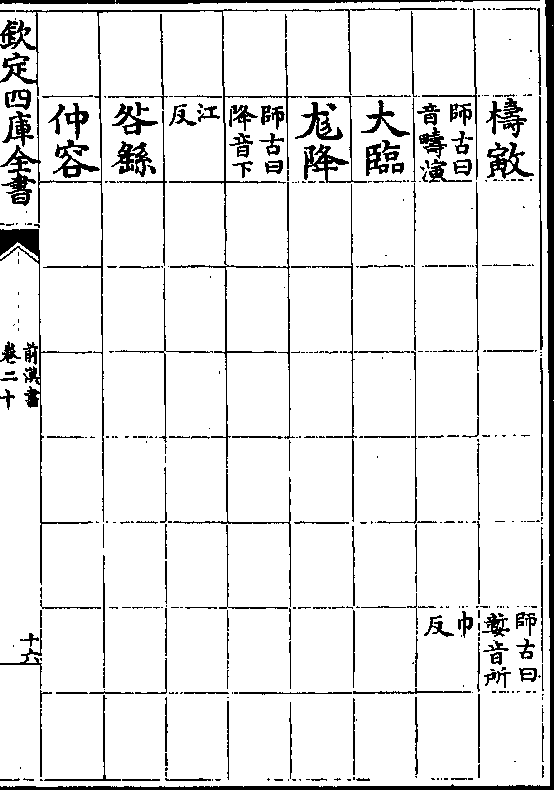 檮戭
師古曰
音所
師古曰
音疇演
巾
反
大臨
尨降
師古曰
降音下
江
反
咎繇
仲容
欽定四庫全書
前漢書
卷二十
十六